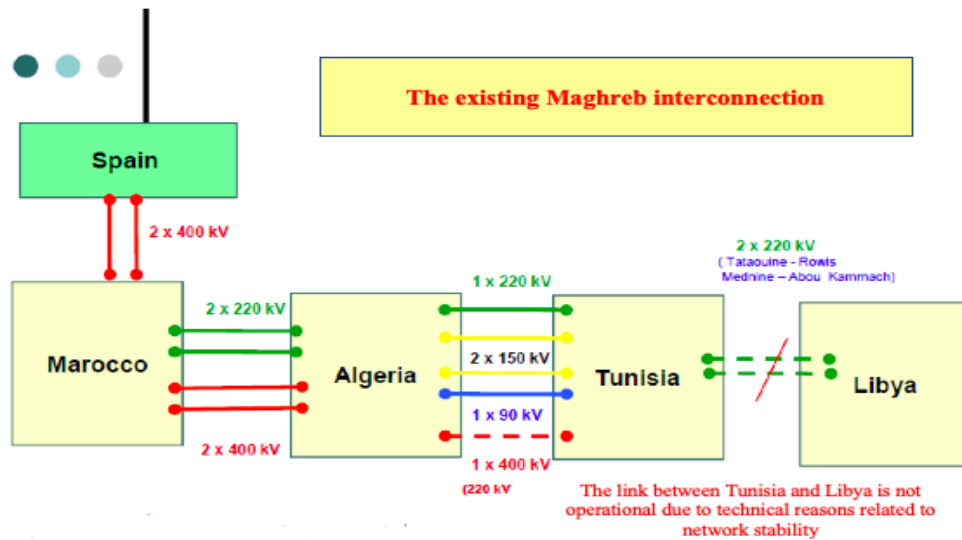 The existing Maghreb interconnection
Spain
2 x 400 kV
2 x 220 kV
( Tataouine - Rowis
Mednine – Abou Kammach)
1 x 220 kV
2 x 220 kV
Marocco
Algeria
2 x 150 kV
Tunisia
Libya
1 x 90 kV
2 x 400 kV
1 x 400 kV
(220 kV
The link between Tunisia and Libya is not
operational due to technical reasons related to
network stability